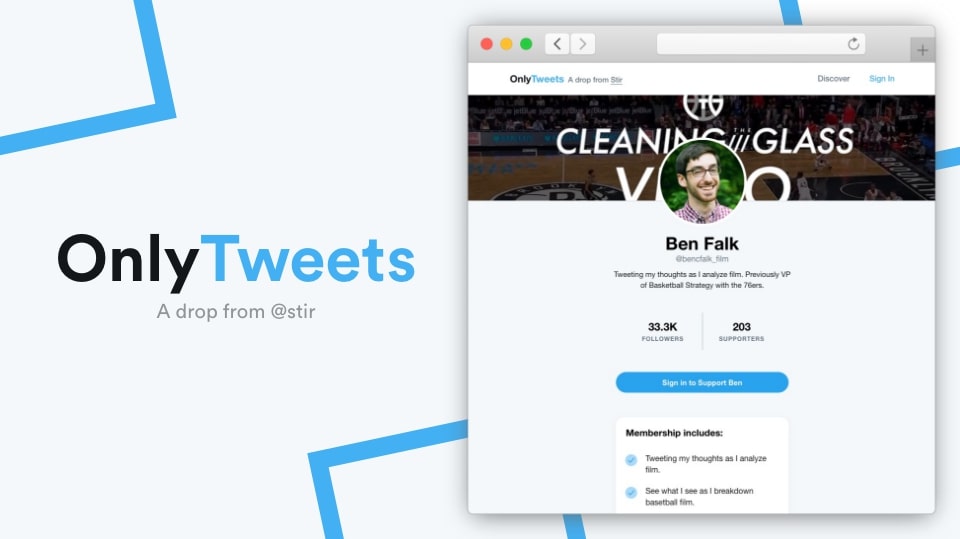 OnlyTweets
A drop from @stir
OnlyTweets A drop from Stir
Discover
Sign In
CLEANING THE GLASS
Ben Falk
@bencfalk_film
Tweeting my thoughts as I analyze film. Previously VP
of Basketball Strategy with the 76ers.
33.3K
FOLLOWERS
203
SUPPORTERS
Sign in to Support Ben
Membership includes:
Tweeting my thoughts as I analyze
film.
See what I see as I breakdown
basetball film.